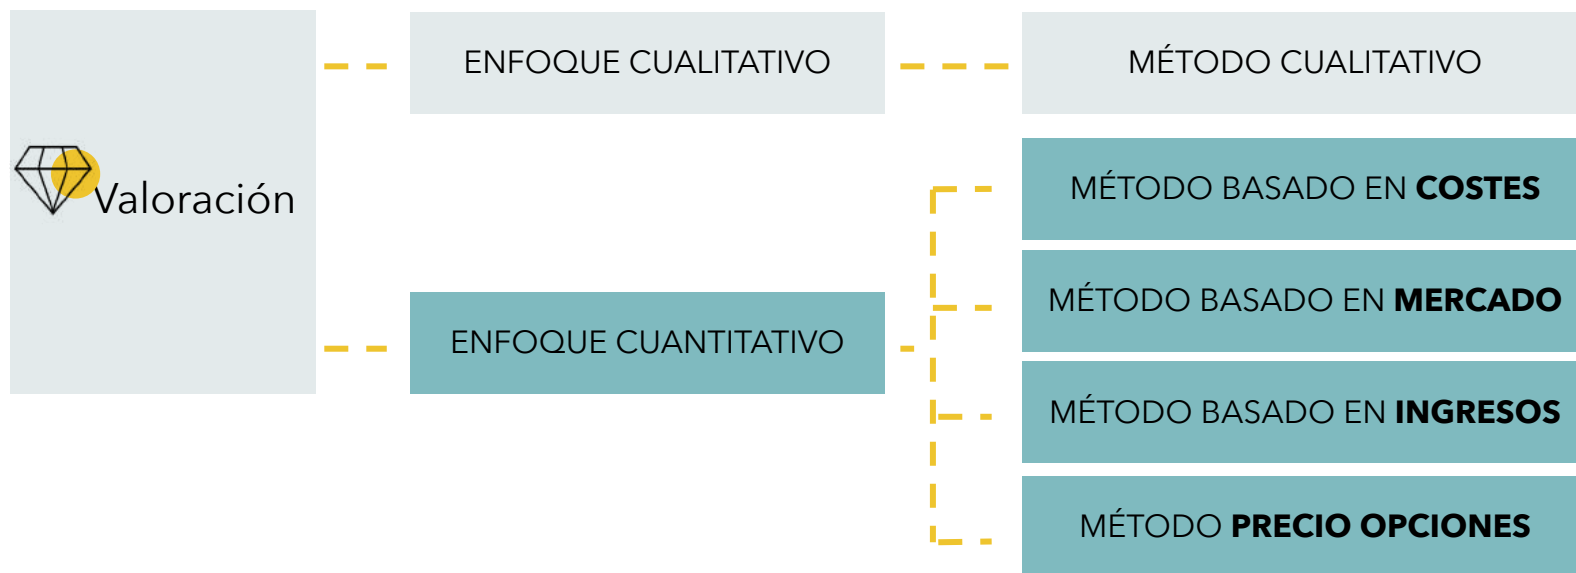 Valoración
ENFOQUE CUALITATIVO
MÉTODO CUALITATIVO
ENFOQUE CUANTITATIVO
MÉTODO BASADO EN COSTES
MÉTODO BASADO EN MERCADO
MÉTODO BASADO EN INGRESOS
MÉTODO PRECIO OPCIONES